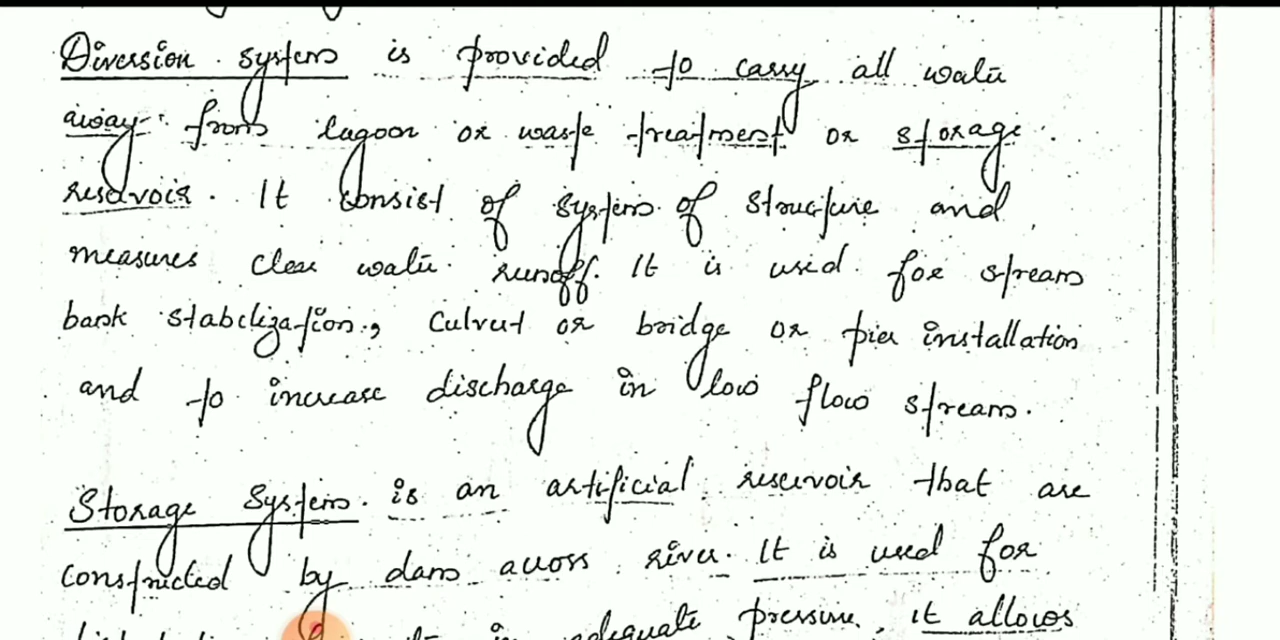 Diversion system is provided to carry all water
away from lagoon or waste treatment or storage
reservoir. It consist of system of structure and
measures clear water runoff. It is used for stream
bank stabilization, culvert or bridge or pier installation
and to increase discharge in low flow stream.
Storage System is an artificial reservoir that are
constructed by dam across river. It is used for
in adequate pressure, it allows